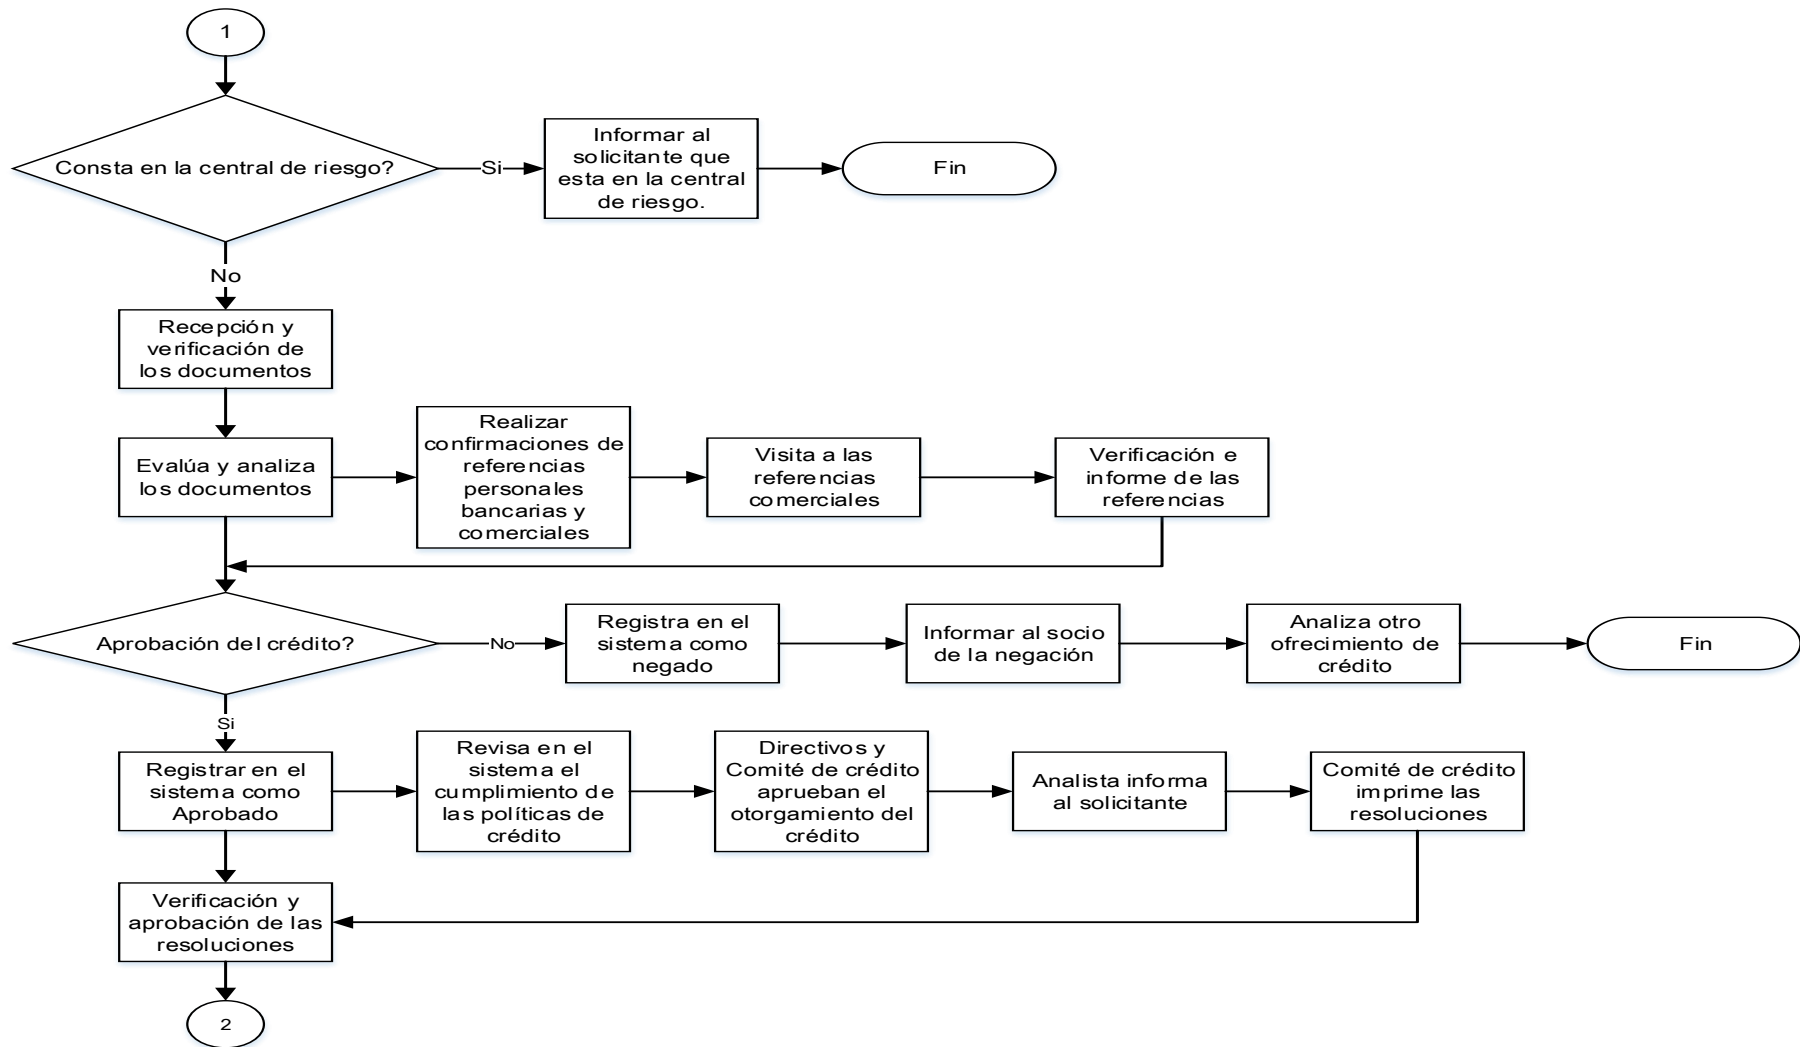 1
Consta en la central de riesgo?
Si
Informar al
solicitante que
esta en la central
de riesgo.
Fin
No
Recepción y
verificación de
los documentos
Evalúa y analiza
los documentos
Realizar
confirmaciones de
referencias
personales
bancarias y
comerciales
Visita a las
referencias
comerciales
Verificación e
informe de las
referencias
Aprobación del crédito?
No
Registra en el
sistema como
negado
Informar al socio
de la negación
Analiza otro
ofrecimiento de
crédito
Fin
Si
Registrar en el
sistema como
Aprobado
Revisa en el
sistema el
cumplimiento de
las políticas de
crédito
Directivos y
Comité de crédito
aprueban el
otorgamiento del
crédito
Analista informa
al solicitante
Comité de crédito
imprime las
resoluciones
Verificación y
aprobación de las
resoluciones
2